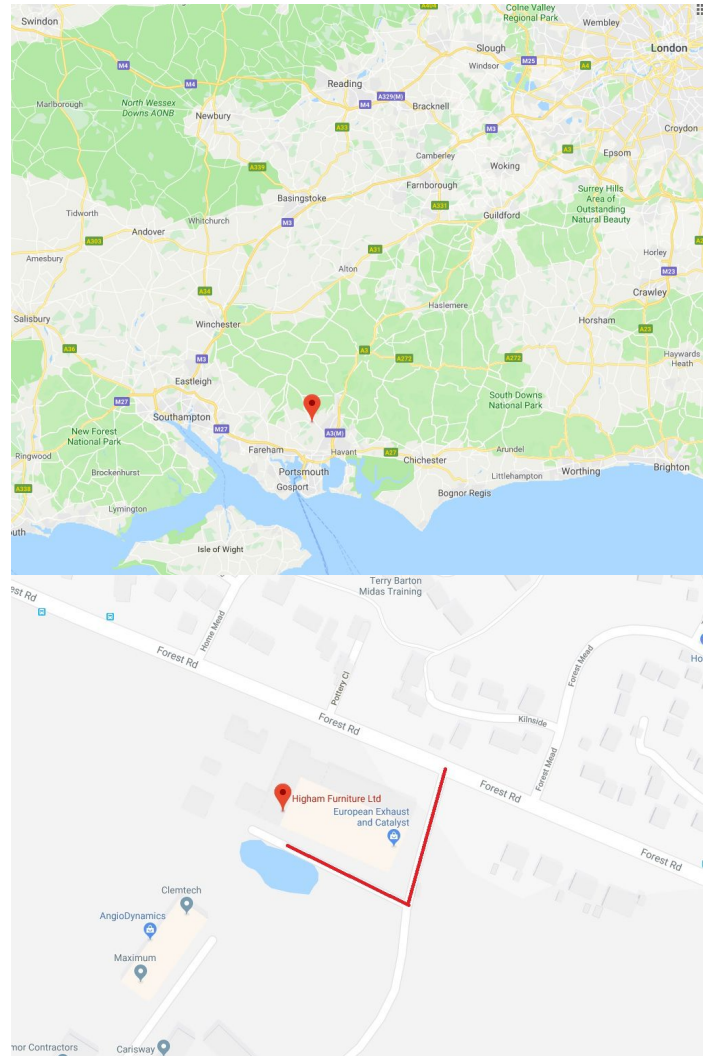 Colne Valley
Regional Park
Swindon
Wembley
Slough
London
M4
Windsor
M25
A4
Reading
M4
A329(M)
M4
Marlborough
North Wessex
Downs AONB
Newbury
Bracknell
A33
M3
Croydon
Camberley
A3
Epsom
A339
Woking
Farnborough
Basingstoke
A331
Surrey Hills
Area of
Outstanding
Natural Beauty
Tidworth
Whitchurch
M3
Guildford
Andover
A303
A31
Amesbury
Horley
Alton
M23
A34
Crawley
Haslemere
Salisbury
Winchester
Horsham
A23
A36
M3
A3
A272
A272
Haywards
Heath
Eastleigh
South Downs
National Park
M27
Southampton
New Forest
National Park
M27
A3(M)
Ringwood
Fareham
Havant
A27
Chichester
Arundel
Brockenhurst
Portsmouth
Littlehampton
Worthing
Brighton
A338
Gosport
Bognor Regis
Lymington
Isle of Wight
Terry Barton
Midas Training
est Rd
Home Mead
Forest Rd
Pottery Cl
Forest Mead
Ho
Forest Rd
Kilnside
Forest Mead
Forest Rd
Higham Furniture Ltd
European Exhaust
and Catalyst
Forest Rd
Clemtech
AngioDynamics
Maximum
mor Contractors
Carisway